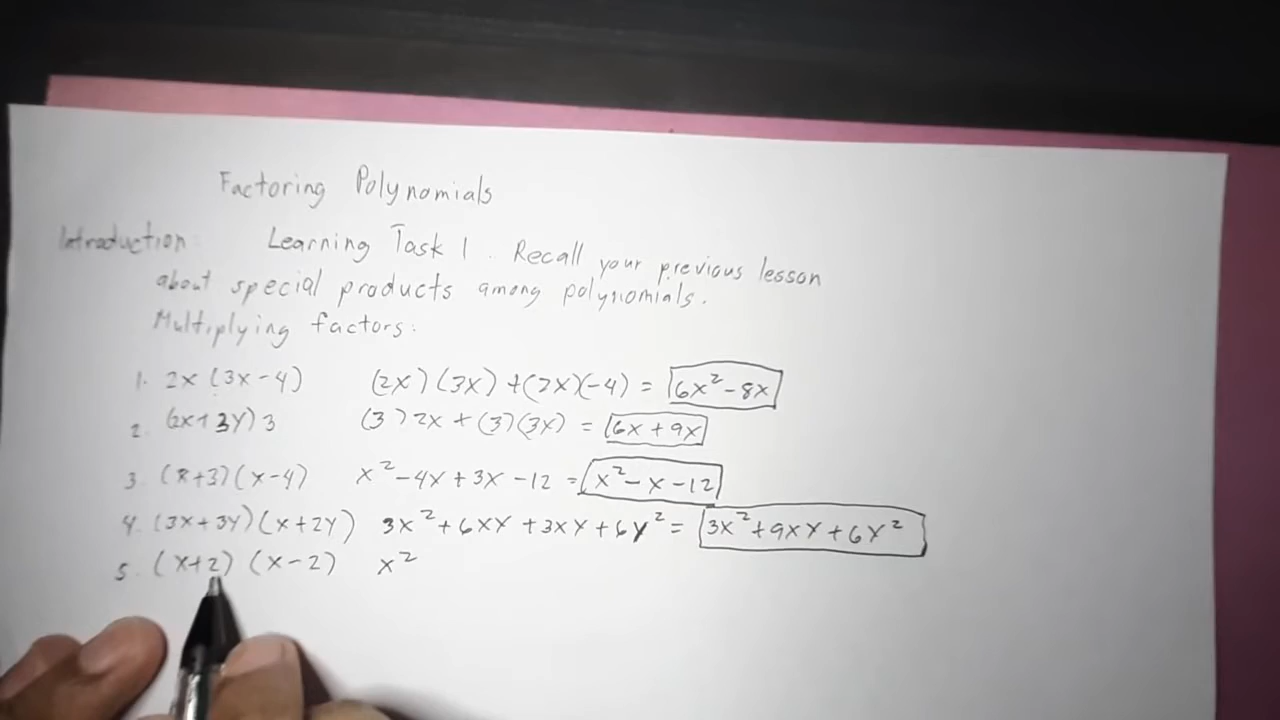 Factoring Polynomials
Introduction: Learning Task 1. Recall your previous lesson
about special products among polynomials.
Multiplying factors:
1. 2x (3x-4) (2x)(3x)+(2x)(-4) = 6x²-8x
2. (2x+3y)3 (3)2x+(3)(3x) = 6x+9x
3. (x+3)(x-4) x²-4x+3x-12 = x²-x-12
4. (3x+3y)(x+2y) 3x²+6xy+3xy+6y² = 3x²+9xy+6y²
5. (x+2) (x-2) x²